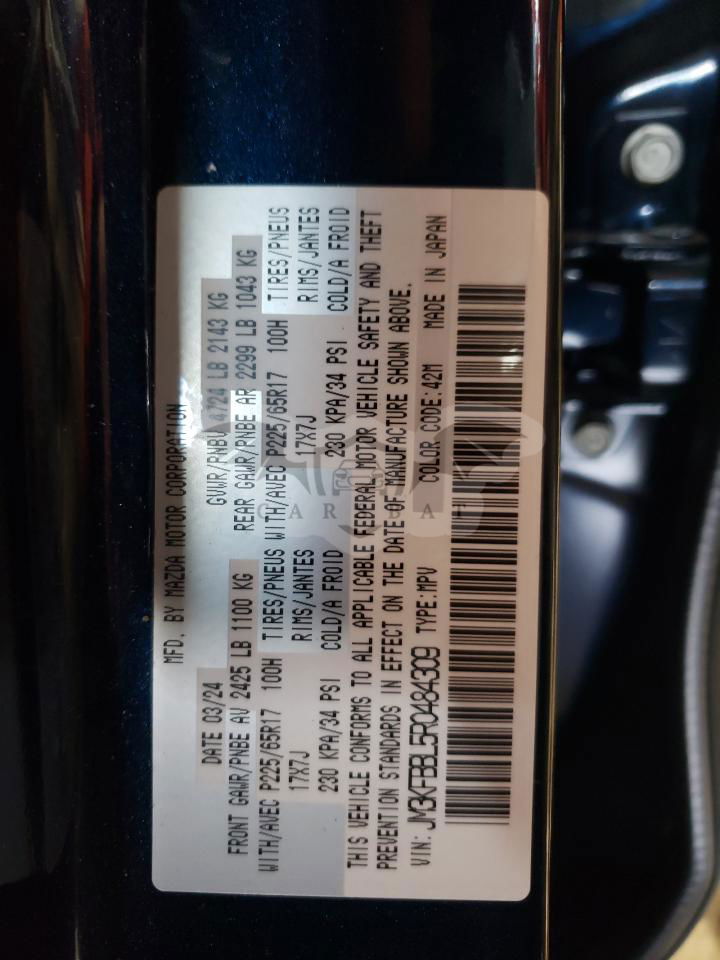 MFD. BY MAZDA MOTOR CORPORATION
DATE 03/24 GVWR/PNBV 4724 LB 2143 KG
FRONT GAWR/PNBE AV 2425 LB 1100 KG REAR GAWR/PNBE AR 2299 LB 1043 KG
WITH/AVEC P225/65R17 100H TIRES/PNEUS WITH/AVEC P225/65R17 100H TIRES/PNEUS
17X7J RIMS/JANTES 17X7J RIMS/JANTES
230 KPA/34 PSI COLD/A FROID 230 KPA/34 PSI COLD/A FROID
THIS VEHICLE CONFORMS TO ALL APPLICABLE FEDERAL MOTOR VEHICLE SAFETY AND THEFT
PREVENTION STANDARDS IN EFFECT ON THE DATE OF MANUFACTURE SHOWN ABOVE.
VIN: JM3KFBBL5R0484309 TYPE:MPV COLOR CODE:42M MADE IN JAPAN
CAR BAT